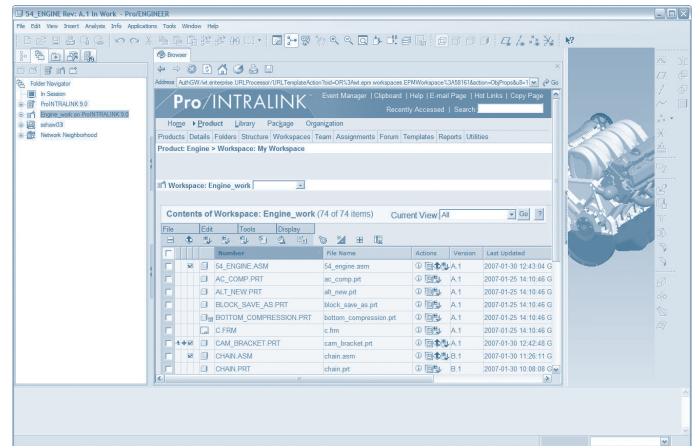 54_ENGINE Rev: A.1 In Work - Pro/ENGINEER
File Edit View Insert Analysis Info Applications Tools Window Help
Browser
Address
Go
Folder Navigator
In Session
ProINTRALINK 9.0
Engine_work on ProINTRALINK 9.0
Network Neighborhood
Pro/INTRALINK
Event Manager | Clipboard | Help | E-mail Page | Hot Links | Copy Page
Recently Accessed | Search
Home Product Library Package Organization
Products Details Folders Structure Workspaces Team Assignments Forum Templates Reports Utilities
Product: Engine > Workspace: My Workspace
Workspace: Engine_work
Contents of Workspace: Engine_work (74 of 74 items) Current View All Go ?
File Edit Tools Display
Number File Name Actions Version Last Updated
54_ENGINE.ASM 54_engine.asm A.1 2007-01-30 12:43:04 G
AC_COMP.PRT ac_comp.prt A.1 2007-01-25 14:10:46 G
ALT_NEW.PRT alt_new.prt A.1 2007-01-25 14:10:46 G
BLOCK_SAVE_AS.PRT block_save_as.prt A.1 2007-01-25 14:10:46 G
BOTTOM_COMPRESSION.PRT bottom_compression.prt A.1 2007-01-25 14:10:46 G
C.FRM c.frm A.1 2007-01-25 14:10:46 G
CAM_BRACKET.PRT cam_bracket.prt A.1 2007-01-30 12:42:48 G
CHAIN.ASM chain.asm B.1 2007-01-30 11:26:11 G
CHAIN.PRT chain.prt B.1 2007-01-30 10:08:08 G